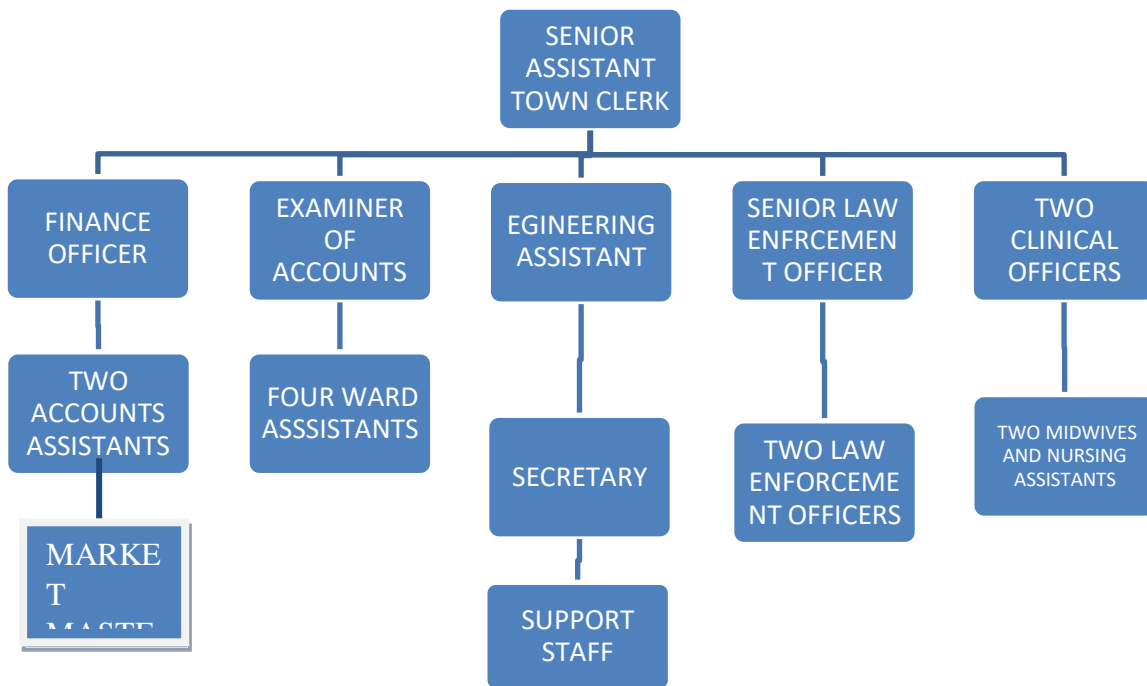 SENIOR
ASSISTANT
TOWN CLERK
FINANCE
OFFICER
EXAMINER
OF
ACCOUNTS
EGINEERING
ASSISTANT
SENIOR LAW
ENFRCEMEN
T OFFICER
TWO
CLINICAL
OFFICERS
TWO
ACCOUNTS
ASSISTANTS
FOUR WARD
ASSSISTANTS
SECRETARY
TWO LAW
ENFORCEME
NT OFFICERS
TWO MIDWIVES
AND NURSING
ASSISTANTS
MARKE
T
MASTE
SUPPORT
STAFF